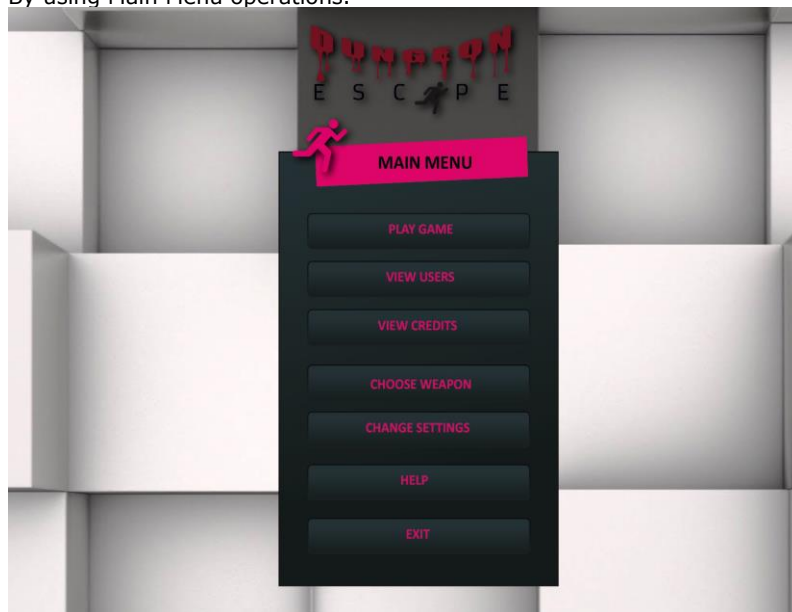 By using Main Menu operations.
DUNGEON
ESCAPE
MAIN MENU
PLAY GAME
VIEW USERS
VIEW CREDITS
CHOOSE WEAPON
CHANGE SETTINGS
HELP
EXIT